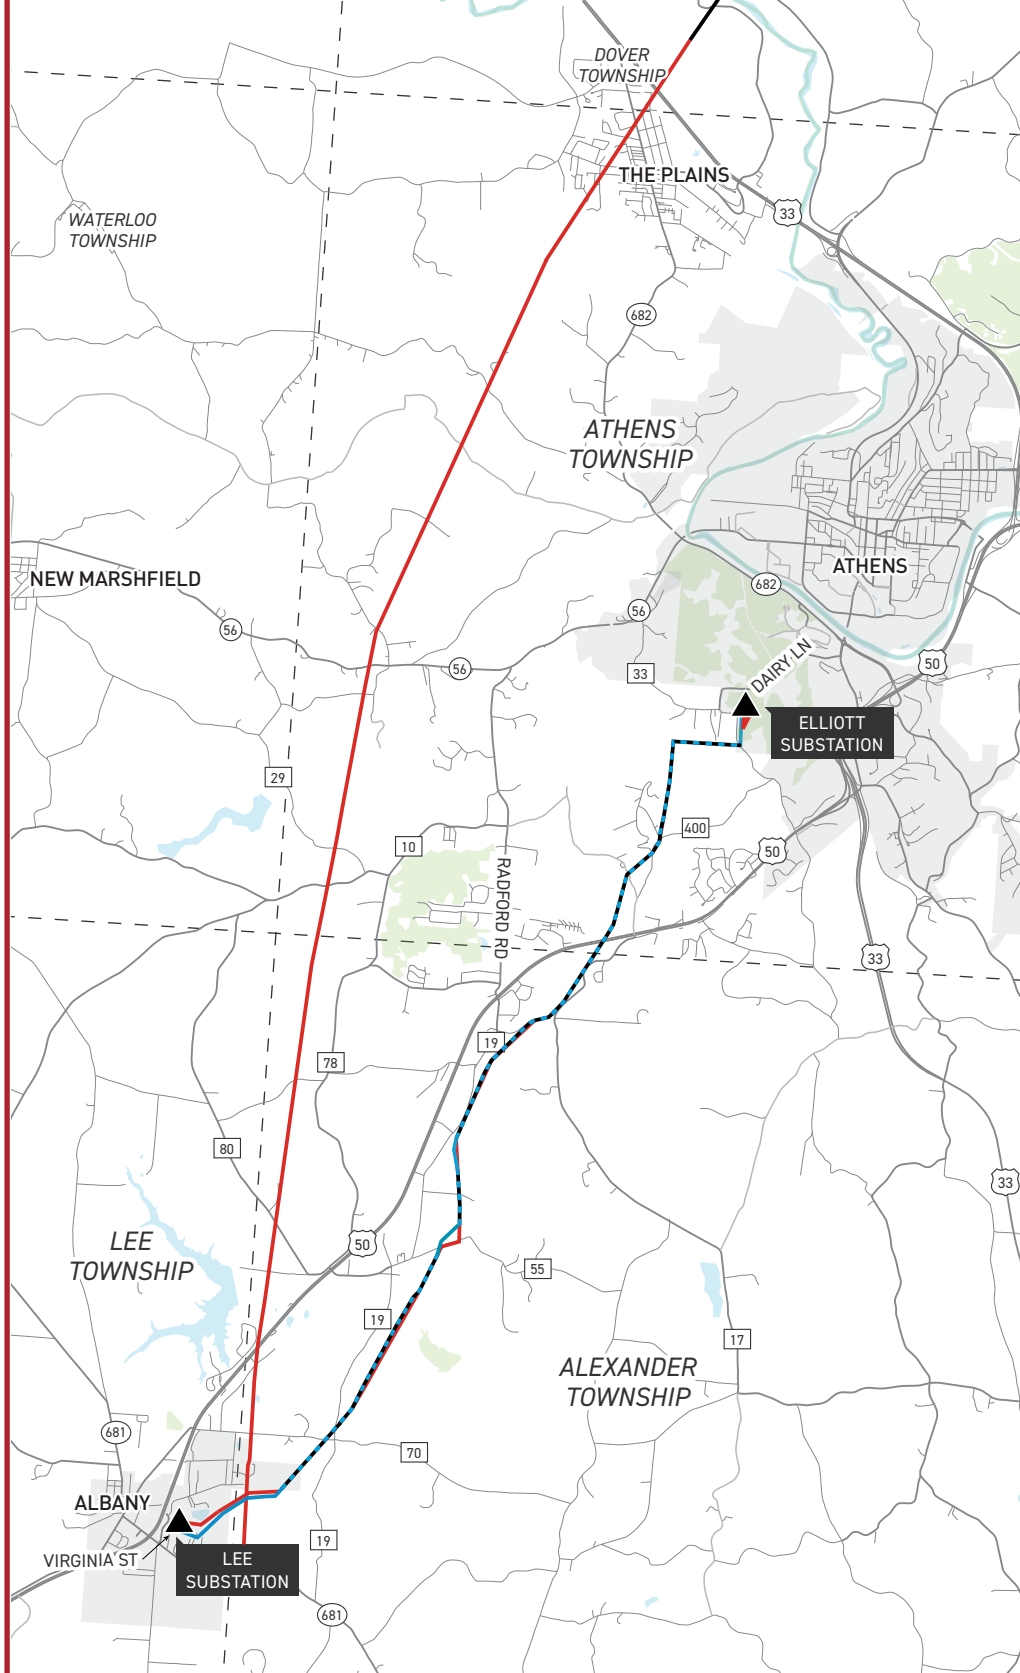 DOVER
TOWNSHIP
THE PLAINS
WATERLOO
TOWNSHIP
33
682
ATHENS
TOWNSHIP
ATHENS
NEW MARSHFIELD
682
56
56
56
50
33
DAIRY LN
ELLIOTT
SUBSTATION
29
400
10
50
RADFORD RD
33
19
78
80
33
LEE
TOWNSHIP
50
55
19
17
ALEXANDER
TOWNSHIP
681
70
ALBANY
19
VIRGINIA ST
LEE
SUBSTATION
681